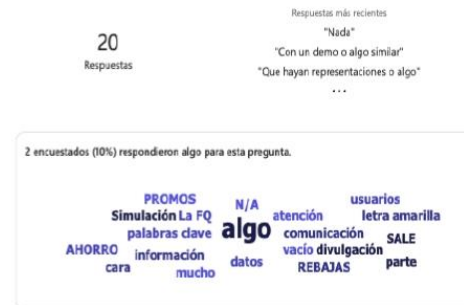 20
Respuestas
Respuestas más recientes
"Nada"
"Con un demo o algo similar"
"Que hayan representaciones o algo"
...
2 encuestados (10%) respondieron algo para esta pregunta.
PROMOS N/A usuarios
Simulación La FQ atención letra amarilla
palabras clave algo comunicación SALE
AHORRO información vacío divulgación
cara mucho datos REBAJAS parte